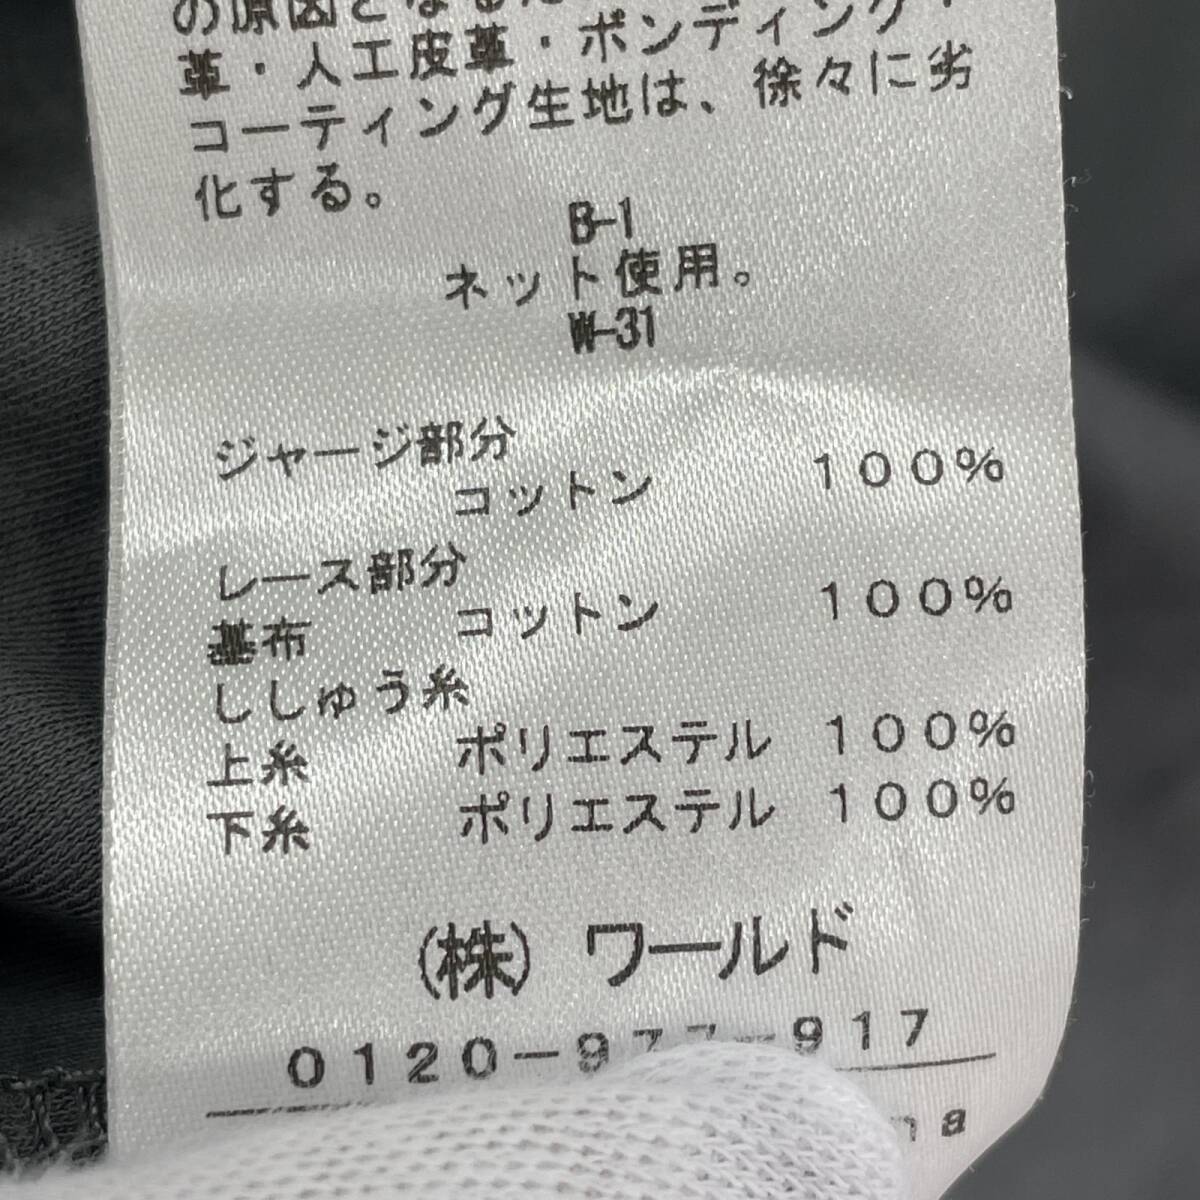 の原因となる
革・人工皮革・ボンディング・
コーティング生地は、徐々に劣
化する。
B-1
ネット使用。
W-31
ジャージ部分
コットン 100%
レース部分
基布 コットン 100%
ししゅう糸
上糸 ポリエステル 100%
下糸 ポリエステル 100%
(株) ワールド
0120-977-917